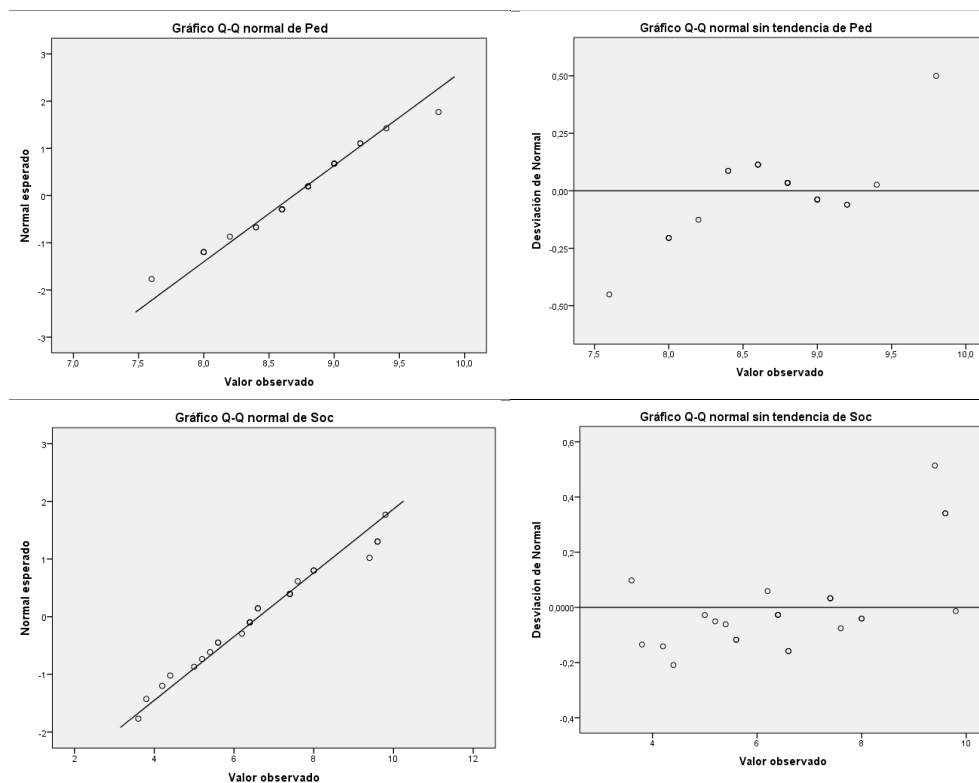 Gráfico Q-Q normal de Ped
3
2
1
0
-1
-2
-3
Normal esperado
7,0 7,5 8,0 8,5 9,0 9,5 10,0
Valor observado
Gráfico Q-Q normal sin tendencia de Ped
0,50
0,25
0,00
-0,25
-0,50
Desviación de Normal
7,5 8,0 8,5 9,0 9,5 10,0
Valor observado
Gráfico Q-Q normal de Soc
3
2
1
0
-1
-2
Normal esperado
2 4 6 8 10 12
Valor observado
Gráfico Q-Q normal sin tendencia de Soc
0,6
0,4
0,2
0,0000
-0,2
-0,4
Desviación de Normal
4 6 8 10
Valor observado